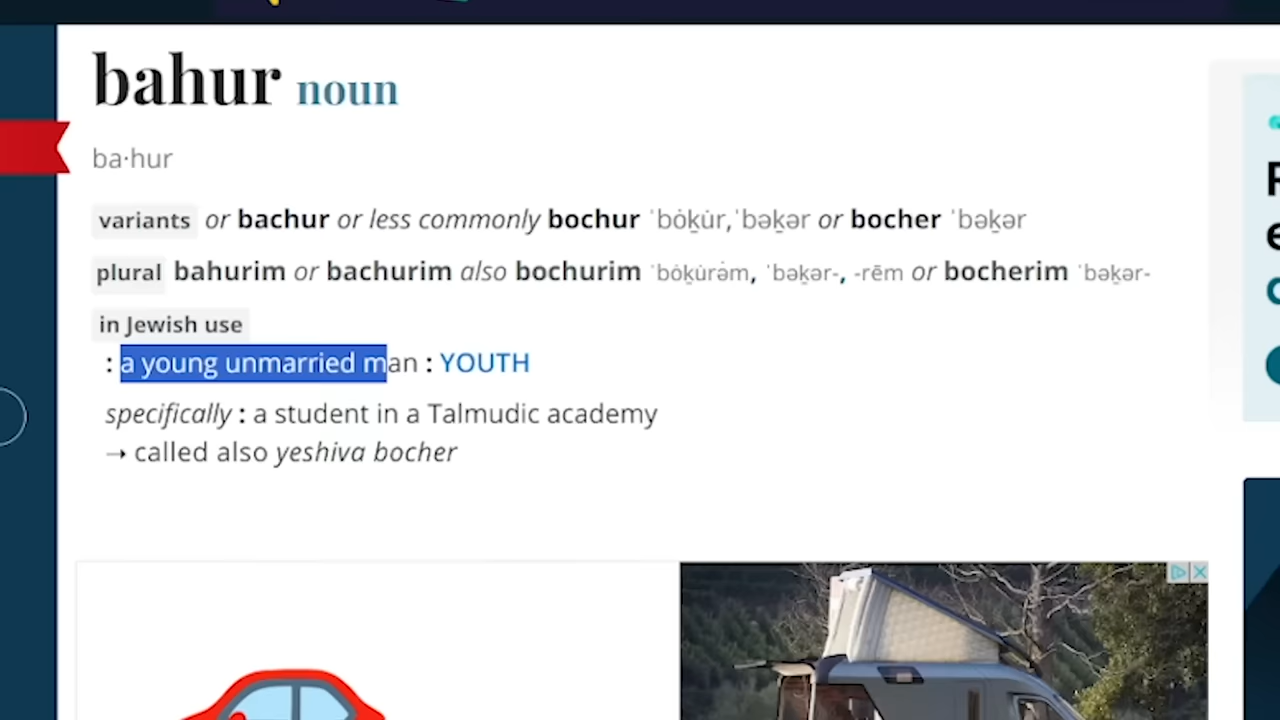 bahur noun
ba·hur
variants or bachur or less commonly bochur ˈbȯḵu̇r,ˈbəḵər or bocher ˈbəḵər
plural bahurim or bachurim also bochurim ˈbȯḵu̇rə̇m, ˈbəḵər-, -rēm or bocherim ˈbəḵər-
in Jewish use
: a young unmarried man : YOUTH
specifically : a student in a Talmudic academy
→ called also yeshiva bocher